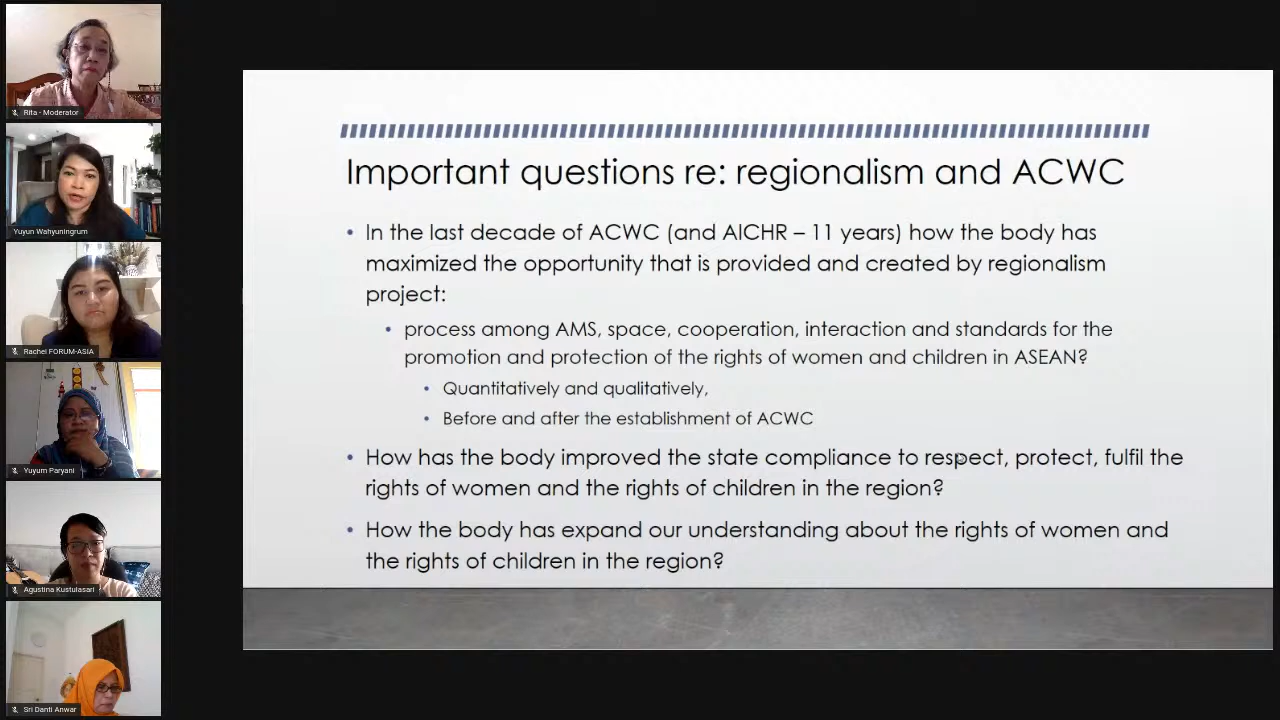 Rita - Moderator
Yuyun Wahyuningrum
Rachel FORUM-ASIA
Yuyum Paryani
Agustina Kustulasari
Sri Danti Anwar
Important questions re: regionalism and ACWC
• In the last decade of ACWC (and AICHR – 11 years) how the body has
maximized the opportunity that is provided and created by regionalism
project:
• process among AMS, space, cooperation, interaction and standards for the
promotion and protection of the rights of women and children in ASEAN?
• Quantitatively and qualitatively,
• Before and after the establishment of ACWC
• How has the body improved the state compliance to respect, protect, fulfil the
rights of women and the rights of children in the region?
• How the body has expand our understanding about the rights of women and
the rights of children in the region?